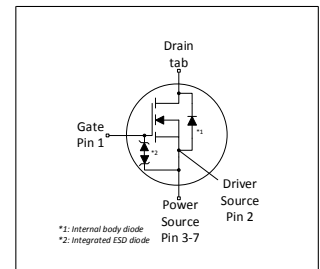 Drain
tab
*1
Gate
Pin 1
*2
Driver
Source
Pin 2
Power
Source
Pin 3-7
*1: Internal body diode
*2: Integrated ESD diode